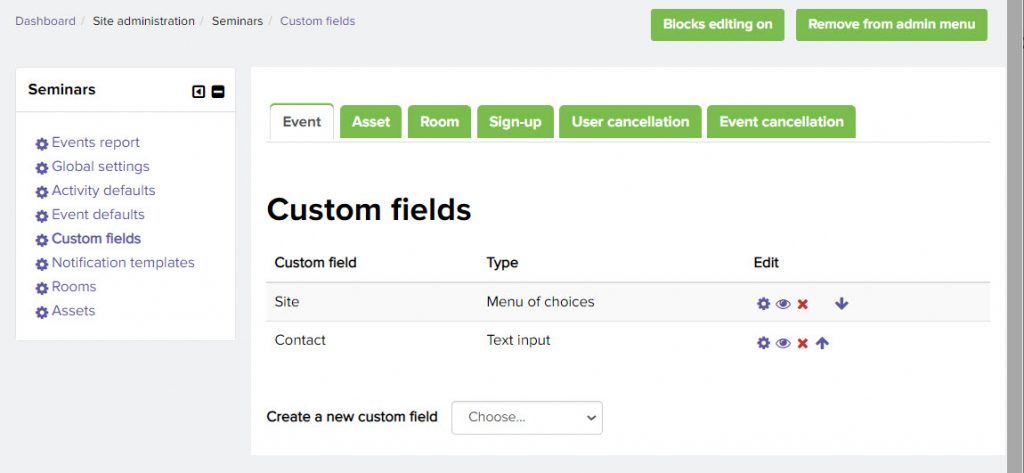 Dashboard / Site administration / Seminars / Custom fields
Blocks editing on
Remove from admin menu
Seminars
Events report
Global settings
Activity defaults
Event defaults
Custom fields
Notification templates
Rooms
Assets
Event Asset Room Sign-up User cancellation Event cancellation
Custom fields
Custom field Type Edit
Site Menu of choices
Contact Text input
Create a new custom field Choose...